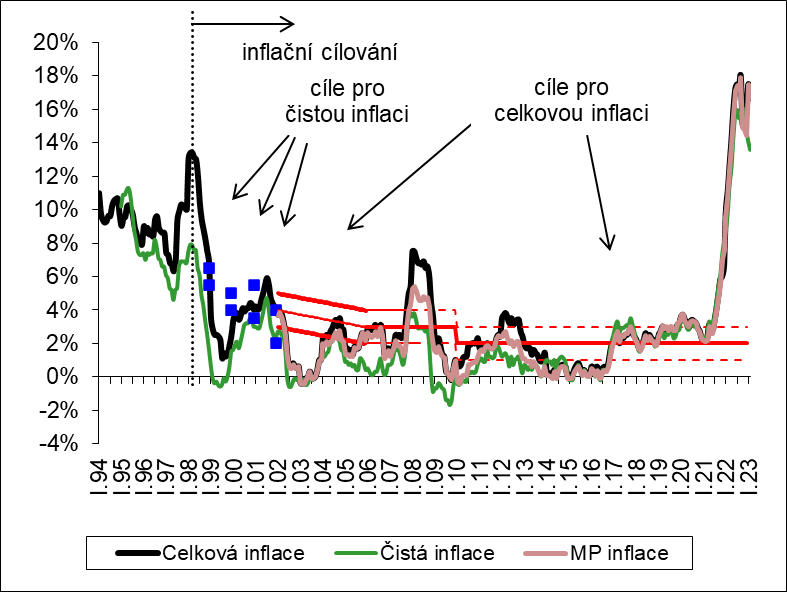 inflační cílování
cíle pro
čistou inflaci
cíle pro
celkovou inflaci
20%
18%
16%
14%
12%
10%
8%
6%
4%
2%
0%
-2%
-4%
I.94
I.95
I.96
I.97
I.98
I.99
I.00
I.01
I.02
I.03
I.04
I.05
I.06
I.07
I.08
I.09
I.10
I.11
I.12
I.13
I.14
I.15
I.16
I.17
I.18
I.19
I.20
I.21
I.22
I.23
Celková inflace
Čistá inflace
MP inflace